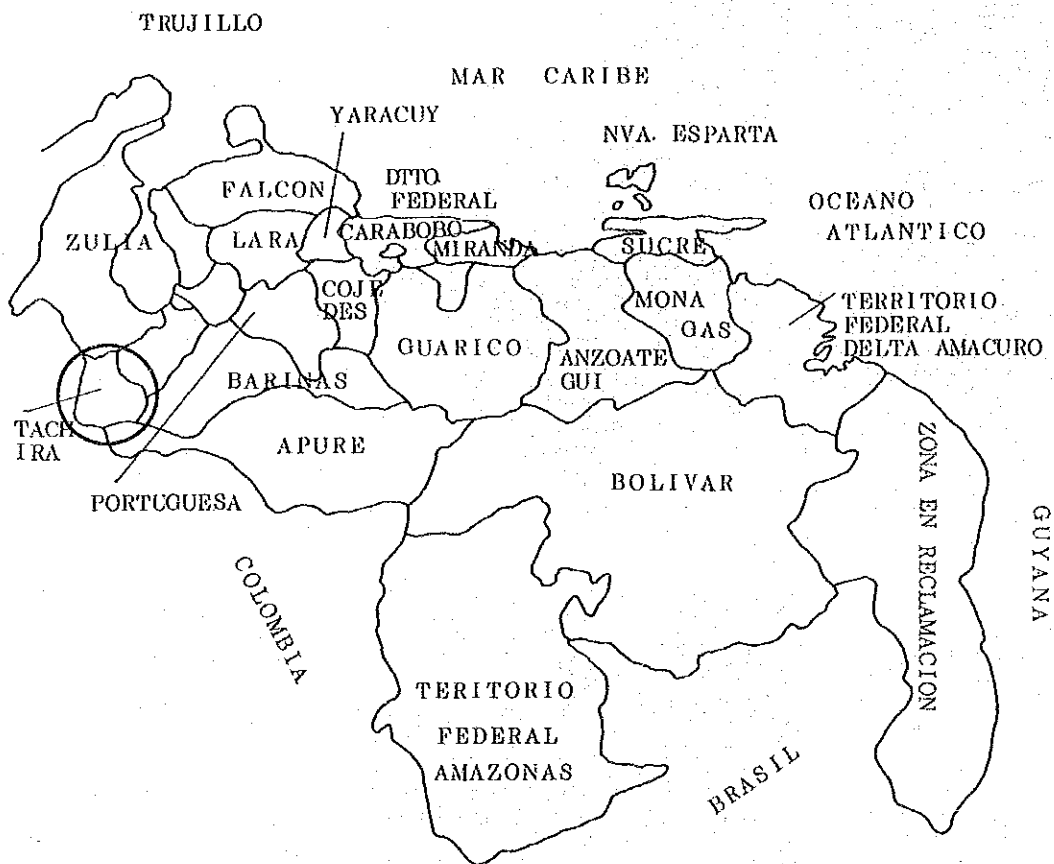 TRUJILLO
MAR CARIBE
YARACUY
NVA. ESPARTA
FALCON
DTTO.
FEDERAL
OCEANO
ATLANTICO
ZULIA
LARA
CARABOBO
MIRANDA
SUCRE
COJE
DES
MONA
GAS
TERRITORIO
FEDERAL
DELTA AMACURO
GUARICO
ANZOATE
GUI
BARINAS
TACH
IRA
APURE
PORTUGUESA
BOLIVAR
ZONA EN RECLAMACION
GUYANA
COLOMBIA
TERITORIO
FEDERAL
AMAZONAS
BRASIL